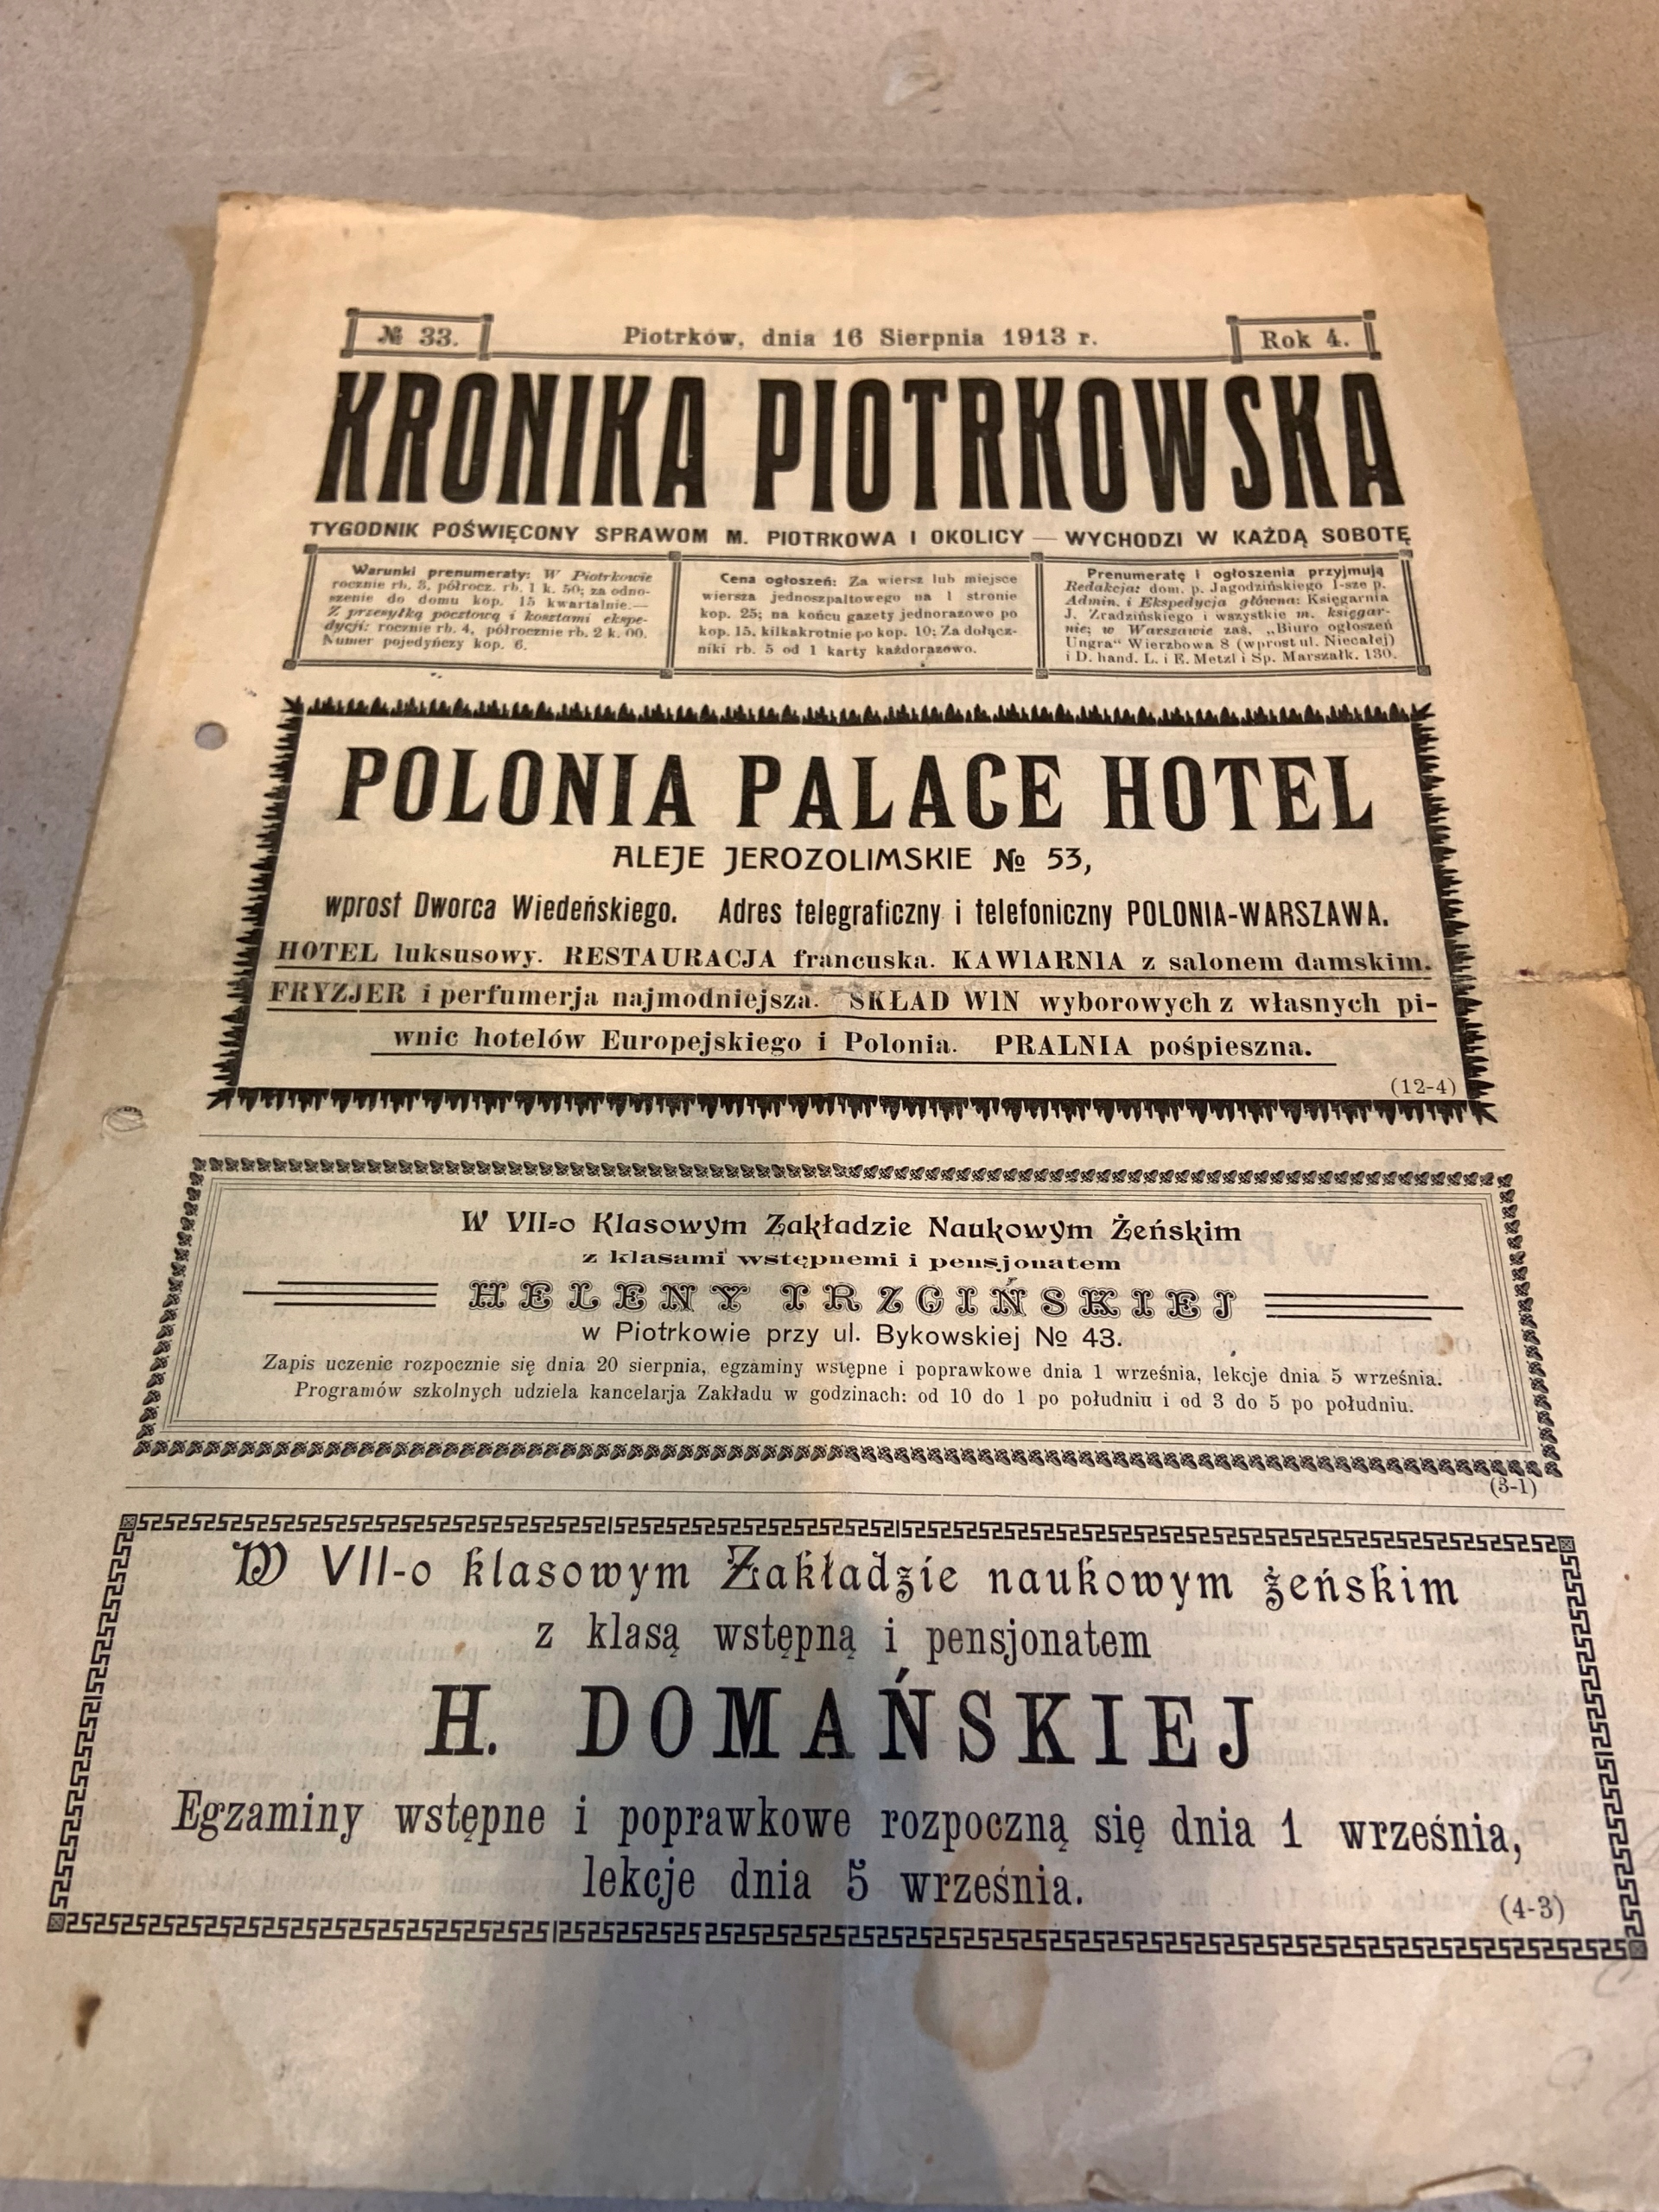 № 33.
Piotrków, dnia 16 Sierpnia 1913 r.
Rok 4.
KRONIKA PIOTRKOWSKA
TYGODNIK POŚWIĘCONY SPRAWOM M. PIOTRKOWA I OKOLICY — WYCHODZI W KAŻDĄ SOBOTĘ
Warunki prenumeraty: W Piotrkowie
rocznie rb. 3, półrocz. rb. 1 k. 50; za odno-
szenie do domu kop. 15 kwartalnie.—
Z przesyłką pocztową i kosztami ekspe-
dycji: rocznie rb. 4, półrocznie rb. 2 k. 00.
Numer pojedyńczy kop. 6.
Cena ogłoszeń: Za wiersz lub miejsce
wiersza jednoszpaltowego na 1 stronie
kop. 25; na końcu gazety jednorazowo po
kop. 15, kilkakrotnie po kop. 10; Za dołącz-
niki rb. 5 od 1 karty każdorazowo.
Prenumeratę i ogłoszenia przyjmują
Redakcja: dom. p. Jagodzińskiego 1-sze p.
Admin. i Ekspedycja główna: Księgarnia
J. Zradzińskiego i wszystkie m. księgar-
nie; w Warszawie zaś, „Biuro ogłoszeń
Ungra“ Wierzbowa 8 (wprost ul. Niecałej)
i D. hand. L. i E. Metzl i Sp. Marszałk. 130.
POLONIA PALACE HOTEL
ALEJE JEROZOLIMSKIE № 53,
wprost Dworca Wiedeńskiego. Adres telegraficzny i telefoniczny POLONIA-WARSZAWA.
HOTEL luksusowy. RESTAURACJA francuska. KAWIARNIA z salonem damskim.
FRYZJER i perfumerja najmodniejsza. SKŁAD WIN wyborowych z własnych pi-
wnic hotelów Europejskiego i Polonia. PRALNIA pośpieszna.
(12-4)
W VII-o Klasowym Zakładzie Naukowym Żeńskim
z klasami wstępnemi i pensjonatem
HELENY TRZCIŃSKIEJ
w Piotrkowie przy ul. Bykowskiej № 43.
Zapis uczenic rozpocznie się dnia 20 sierpnia, egzaminy wstępne i poprawkowe dnia 1 września, lekcje dnia 5 września.
Programów szkolnych udziela kancelarja Zakładu w godzinach: od 10 do 1 po południu i od 3 do 5 po południu.
(3-1)
W VII-o klasowym Zakładzie naukowym żeńskim
z klasą wstępną i pensjonatem
H. DOMAŃSKIEJ
Egzaminy wstępne i poprawkowe rozpoczną się dnia 1 września,
lekcje dnia 5 września.
(4-3)